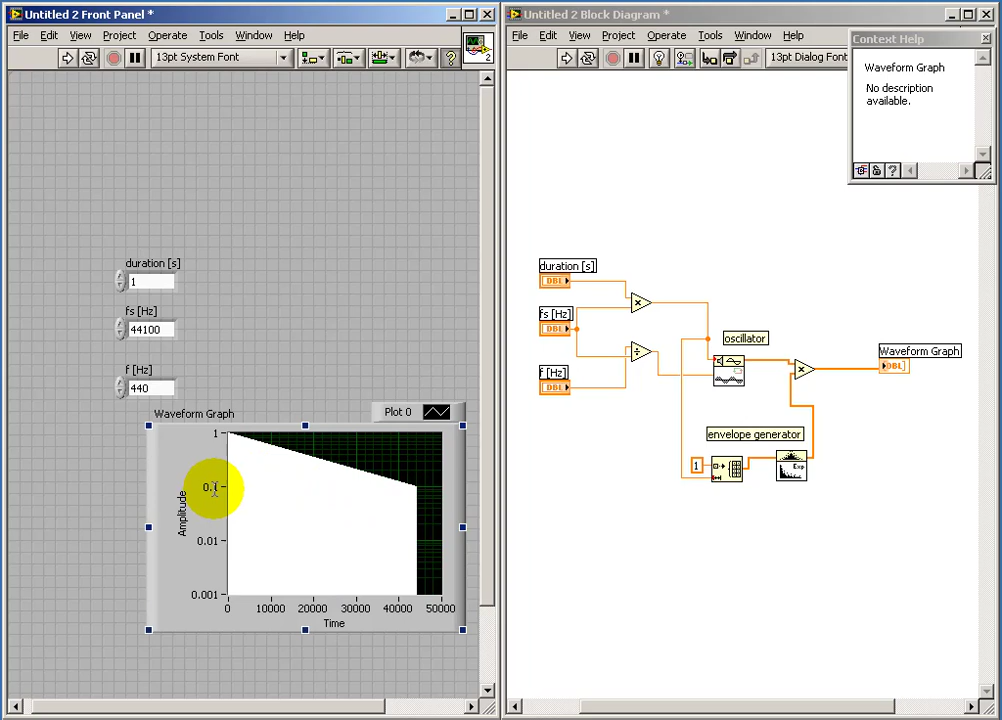 Untitled 2 Front Panel *
File Edit View Project Operate Tools Window Help
13pt System Font
2
duration [s]
1
fs [Hz]
44100
f [Hz]
440
Waveform Graph
Plot 0
1
0.1
0.01
0.001
Amplitude
0 10000 20000 30000 40000 50000
Time
Untitled 2 Block Diagram *
File Edit View Project Operate Tools Window Help
13pt Dialog Font
Context Help
Waveform Graph
No description
available.
duration [s]
DBL
fs [Hz]
DBL
f [Hz]
DBL
oscillator
Waveform Graph
DBL
envelope generator
1
Exp